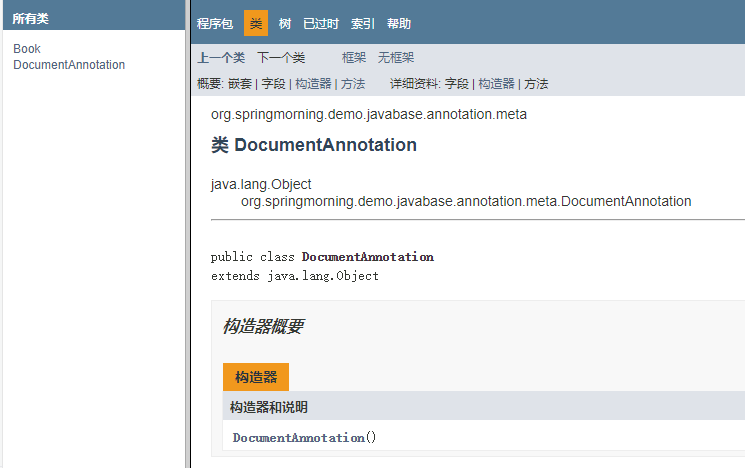 所有类
Book
DocumentAnnotation
程序包 类 树 已过时 索引 帮助
上一个类 下一个类 框架 无框架
概要: 嵌套 | 字段 | 构造器 | 方法 详细资料: 字段 | 构造器 | 方法
org.springmorning.demo.javabase.annotation.meta
类 DocumentAnnotation
java.lang.Object
org.springmorning.demo.javabase.annotation.meta.DocumentAnnotation
public class DocumentAnnotation
extends java.lang.Object
构造器概要
构造器
构造器和说明
DocumentAnnotation()